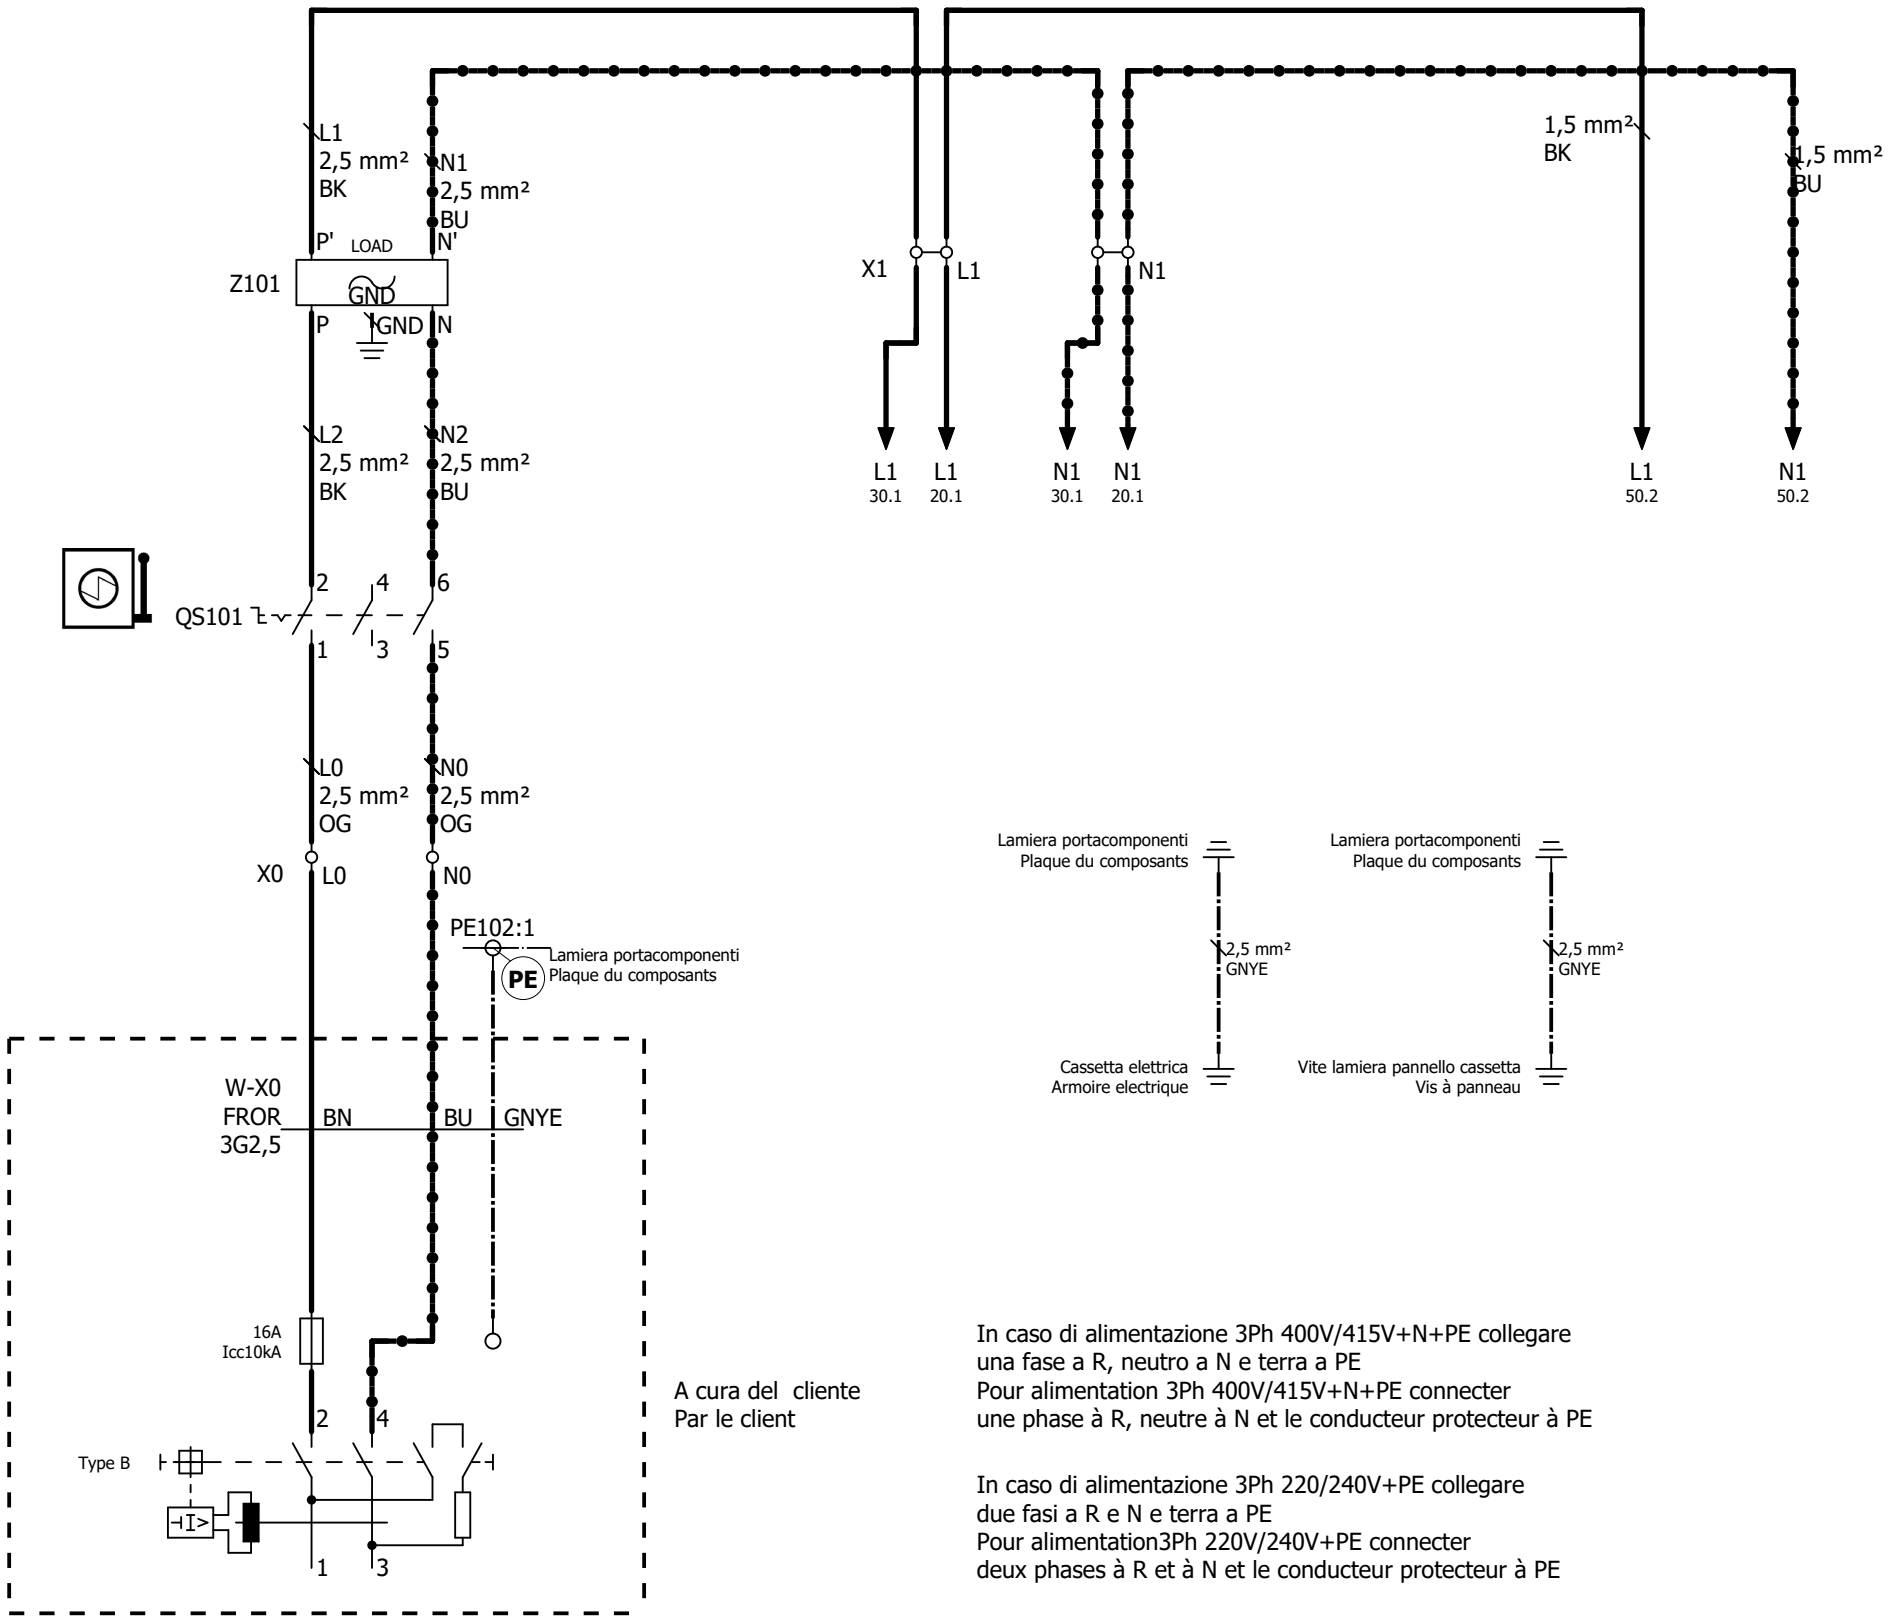 L1
2,5 mm²
BK
N1
2,5 mm²
BU
1,5 mm²
BK
1,5 mm²
BU
P'
LOAD
N'
Z101
GND
P
GND
N
X1
L1
N1
L2
2,5 mm²
BK
N2
2,5 mm²
BU
L1
30.1
L1
20.1
N1
30.1
N1
20.1
L1
50.2
N1
50.2
2
4
6
QS101
1
3
5
L0
2,5 mm²
OG
N0
2,5 mm²
OG
X0
L0
N0
PE102:1
Lamiera portacomponenti
Plaque du composants
PE
Lamiera portacomponenti
Plaque du composants
2,5 mm²
GNYE
Cassetta elettrica
Armoire electrique
Lamiera portacomponenti
Plaque du composants
2,5 mm²
GNYE
Vite lamiera pannello cassetta
Vis à panneau
W-X0
FROR
3G2,5
BN
BU
GNYE
16A
Icc10kA
2
4
Type B
I>
1
3
A cura del  cliente
Par le client
In caso di alimentazione 3Ph 400V/415V+N+PE collegare
una fase a R, neutro a N e terra a PE
Pour alimentation 3Ph 400V/415V+N+PE connecter
une phase à R, neutre à N et le conducteur protecteur à PE
In caso di alimentazione 3Ph 220/240V+PE collegare
due fasi a R e N e terra a PE
Pour alimentation3Ph 220V/240V+PE connecter
deux phases à R et à N et le conducteur protecteur à PE